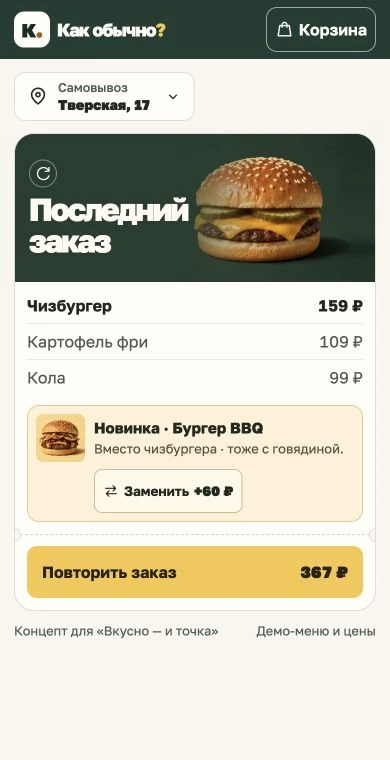 К. Как обычно?
Корзина
Самовывоз
Тверская, 17
Последний
заказ
Чизбургер 159 ₽
Картофель фри 109 ₽
Кола 99 ₽
Новинка · Бургер BBQ
Вместо чизбургера · тоже с говядиной.
Заменить +60 ₽
Повторить заказ 367 ₽
Концепт для «Вкусно — и точка» Демо-меню и цены